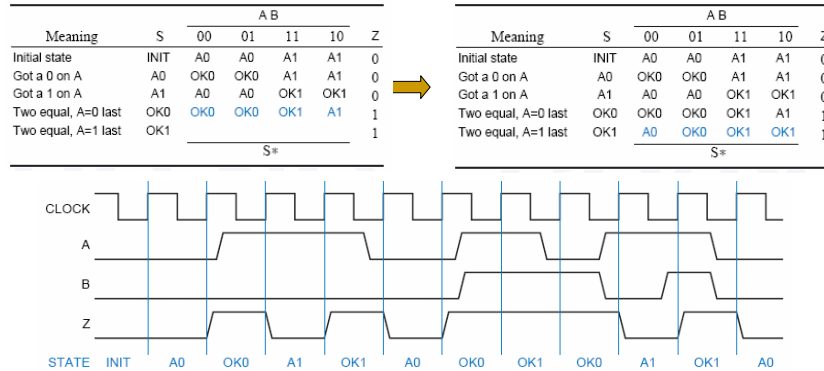 A B
Meaning S 00 01 11 10 Z
Initial state INIT A0 A0 A1 A1 0
Got a 0 on A A0 OK0 OK0 A1 A1 0
Got a 1 on A A1 A0 A0 OK1 OK1 0
Two equal, A=0 last OK0 OK0 OK0 OK1 A1 1
Two equal, A=1 last OK1 1
S*
A B
Meaning S 00 01 11 10 Z
Initial state INIT A0 A0 A1 A1 0
Got a 0 on A A0 OK0 OK0 A1 A1 0
Got a 1 on A A1 A0 A0 OK1 OK1 0
Two equal, A=0 last OK0 OK0 OK0 OK1 A1 1
Two equal, A=1 last OK1 A0 OK0 OK1 OK1 1
S*
CLOCK
A
B
Z
STATE INIT A0 OK0 A1 OK1 A0 OK0 OK1 OK0 A1 OK1 A0